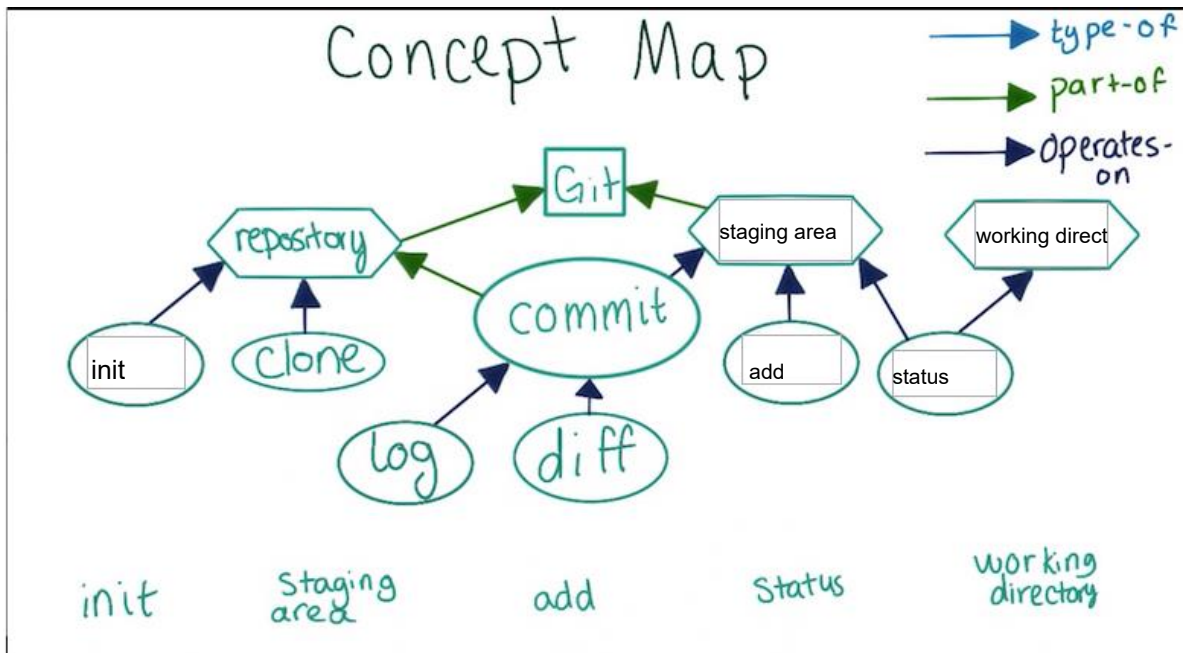 Concept Map
type-of
part-of
operates-
on
Git
repository
staging area
working direct
commit
init
clone
add
status
log
diff
init
staging
area
add
status
working
directory